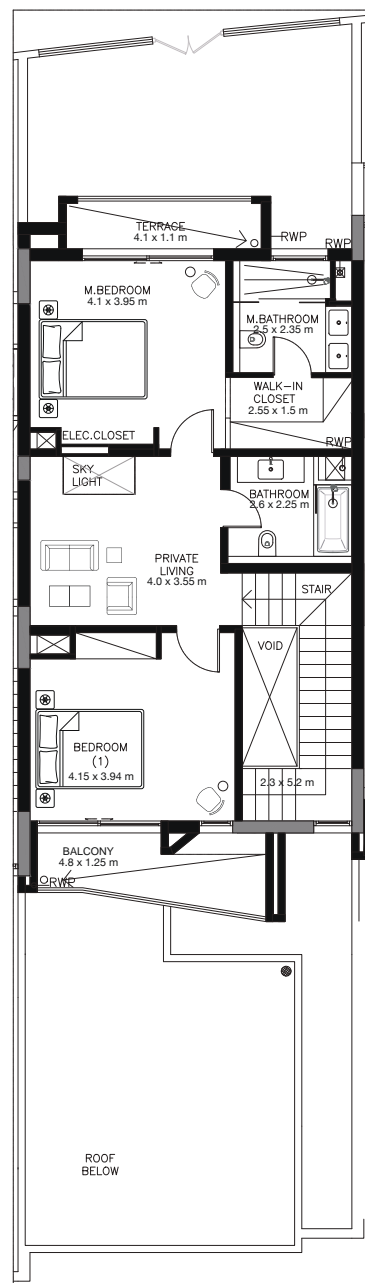 TERRACE
4.1 x 1.1 m
RWP
RWP
M.BEDROOM
4.1 x 3.95 m
M.BATHROOM
2.5 x 2.35 m
WALK-IN
CLOSET
2.55 x 1.5 m
ELEC.CLOSET
RWP
SKY
LIGHT
BATHROOM
2.6 x 2.25 m
PRIVATE
LIVING
4.0 x 3.55 m
STAIR
VOID
BEDROOM
(1)
4.15 x 3.94 m
2.3 x 5.2 m
BALCONY
4.8 x 1.25 m
RWP
ROOF
BELOW